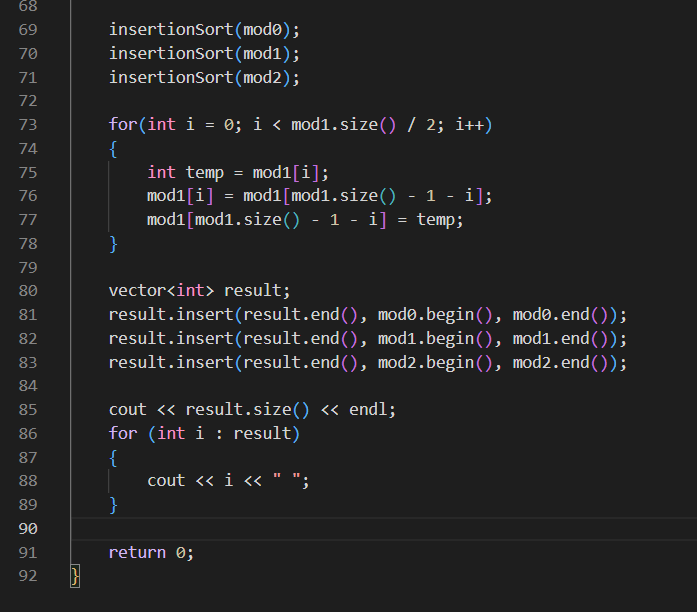 68
69 insertionSort(mod0);
70 insertionSort(mod1);
71 insertionSort(mod2);
72
73 for(int i = 0; i < mod1.size() / 2; i++)
74 {
75 int temp = mod1[i];
76 mod1[i] = mod1[mod1.size() - 1 - i];
77 mod1[mod1.size() - 1 - i] = temp;
78 }
79
80 vector<int> result;
81 result.insert(result.end(), mod0.begin(), mod0.end());
82 result.insert(result.end(), mod1.begin(), mod1.end());
83 result.insert(result.end(), mod2.begin(), mod2.end());
84
85 cout << result.size() << endl;
86 for (int i : result)
87 {
88 cout << i << " ";
89 }
90
91 return 0;
92 }